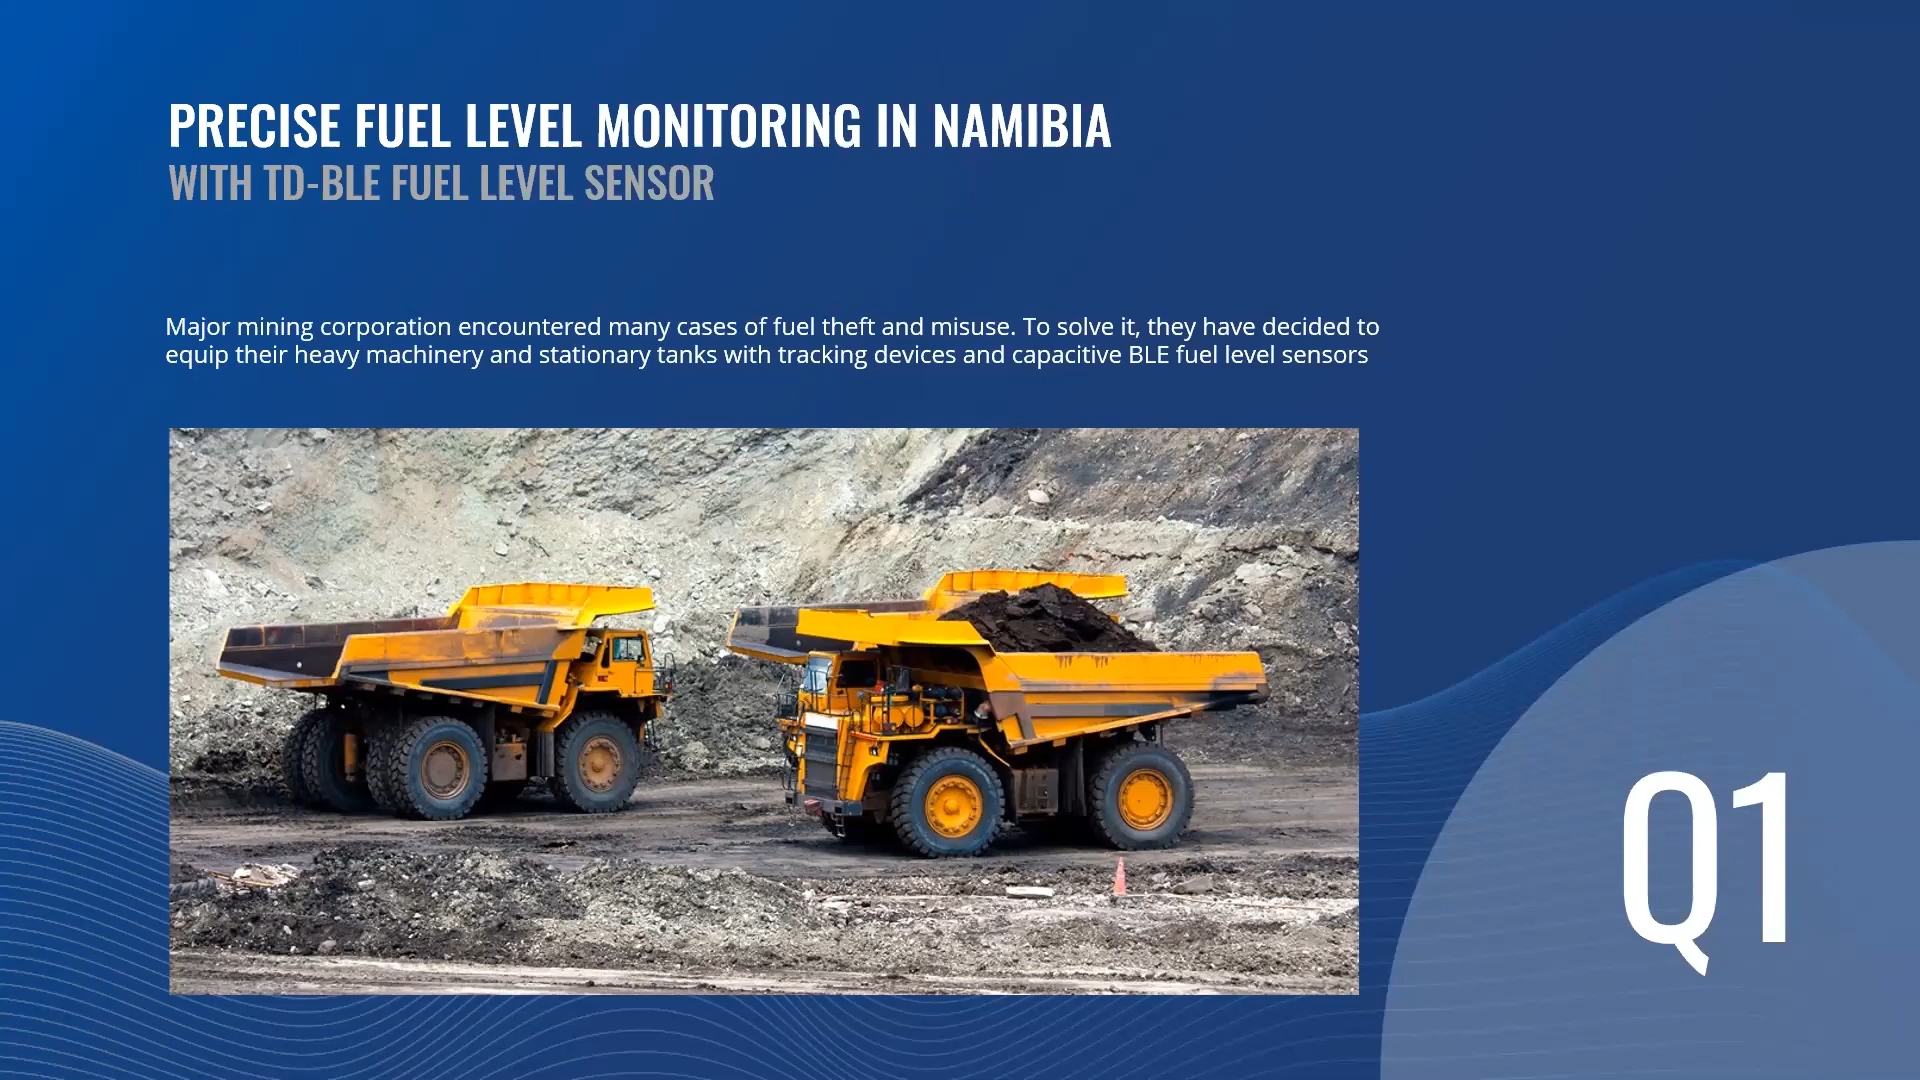 PRECISE FUEL LEVEL MONITORING IN NAMIBIA
WITH TD-BLE FUEL LEVEL SENSOR
Major mining corporation encountered many cases of fuel theft and misuse. To solve it, they have decided to
equip their heavy machinery and stationary tanks with tracking devices and capacitive BLE fuel level sensors
Q1